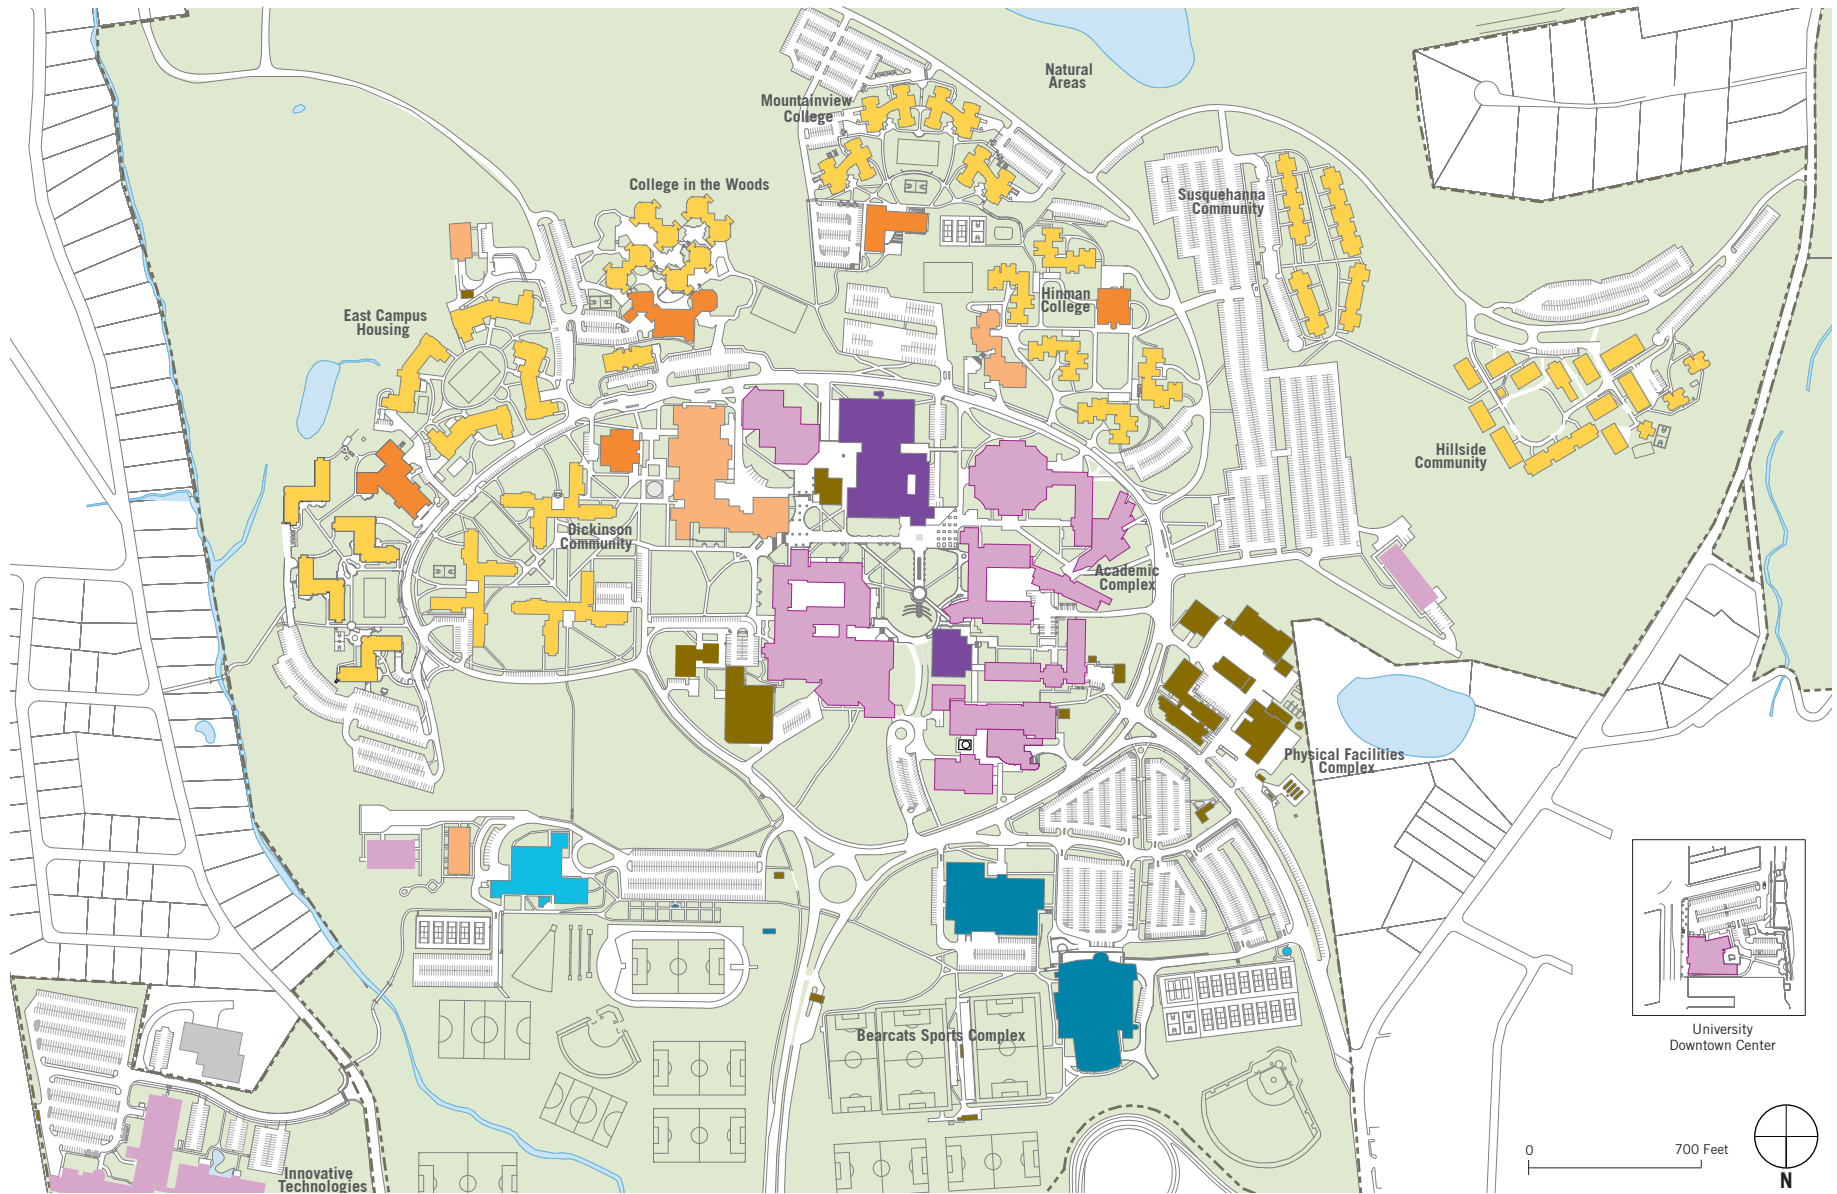 Natural
Areas
Mountainview
College
College in the Woods
Susquehanna
Community
East Campus
Housing
Hinman
College
Hillside
Community
Dickinson
Community
Academic
Complex
Physical Facilities
Complex
Bearcats Sports Complex
University
Downtown Center
0
700 Feet
N
Innovative
Technologies